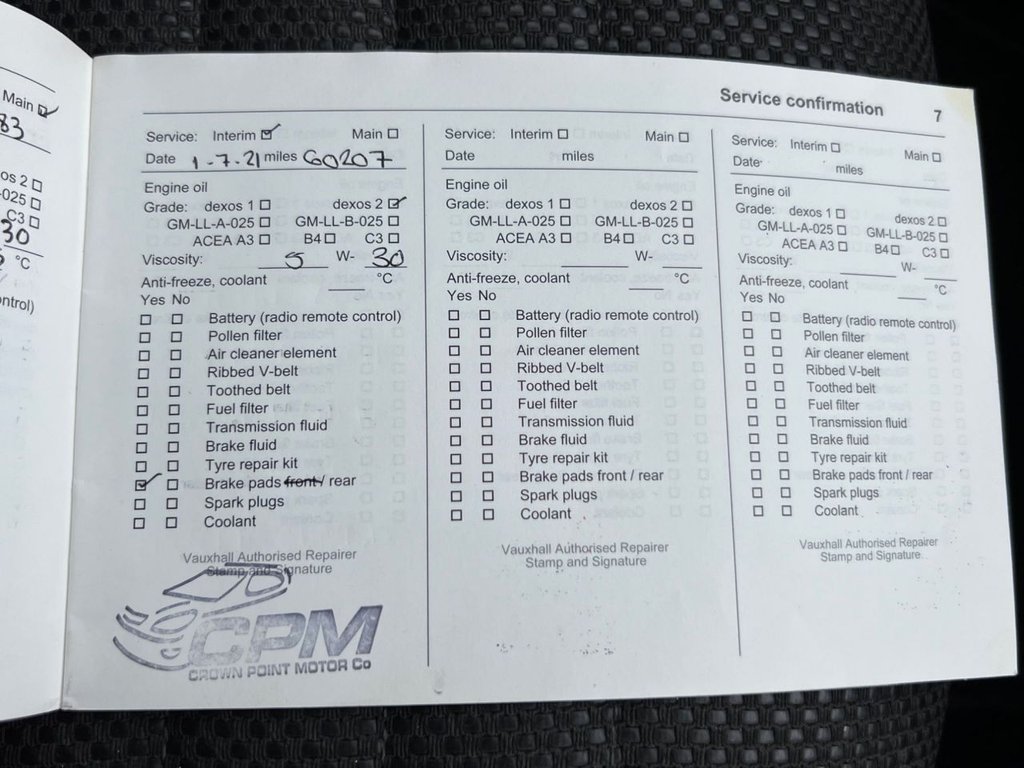 Main
83
os 2
-025
C3
30
°C
ntrol)
Service confirmation 7
Service: Interim Main
Date 1-7-21 miles 60207
Engine oil
Grade: dexos 1 dexos 2
GM-LL-A-025 GM-LL-B-025
ACEA A3 B4 C3
Viscosity: 5 W- 30
Anti-freeze, coolant °C
Yes No
Battery (radio remote control)
Pollen filter
Air cleaner element
Ribbed V-belt
Toothed belt
Fuel filter
Transmission fluid
Brake fluid
Tyre repair kit
Brake pads front / rear
Spark plugs
Coolant
Vauxhall Authorised Repairer
Stamp and Signature
CPM
CROWN POINT MOTOR Co
Service: Interim Main
Date miles
Engine oil
Grade: dexos 1 dexos 2
GM-LL-A-025 GM-LL-B-025
ACEA A3 B4 C3
Viscosity: W-
Anti-freeze, coolant °C
Yes No
Battery (radio remote control)
Pollen filter
Air cleaner element
Ribbed V-belt
Toothed belt
Fuel filter
Transmission fluid
Brake fluid
Tyre repair kit
Brake pads front / rear
Spark plugs
Coolant
Vauxhall Authorised Repairer
Stamp and Signature
Service: Interim Main
Date miles
Engine oil
Grade: dexos 1 dexos 2
GM-LL-A-025 GM-LL-B-025
ACEA A3 B4 C3
Viscosity: W-
Anti-freeze, coolant °C
Yes No
Battery (radio remote control)
Pollen filter
Air cleaner element
Ribbed V-belt
Toothed belt
Fuel filter
Transmission fluid
Brake fluid
Tyre repair kit
Brake pads front / rear
Spark plugs
Coolant
Vauxhall Authorised Repairer
Stamp and Signature